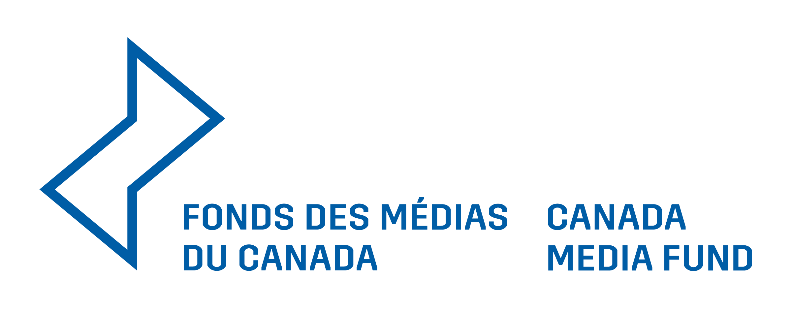 FONDS DES MÉDIAS
DU CANADA
CANADA
MEDIA FUND